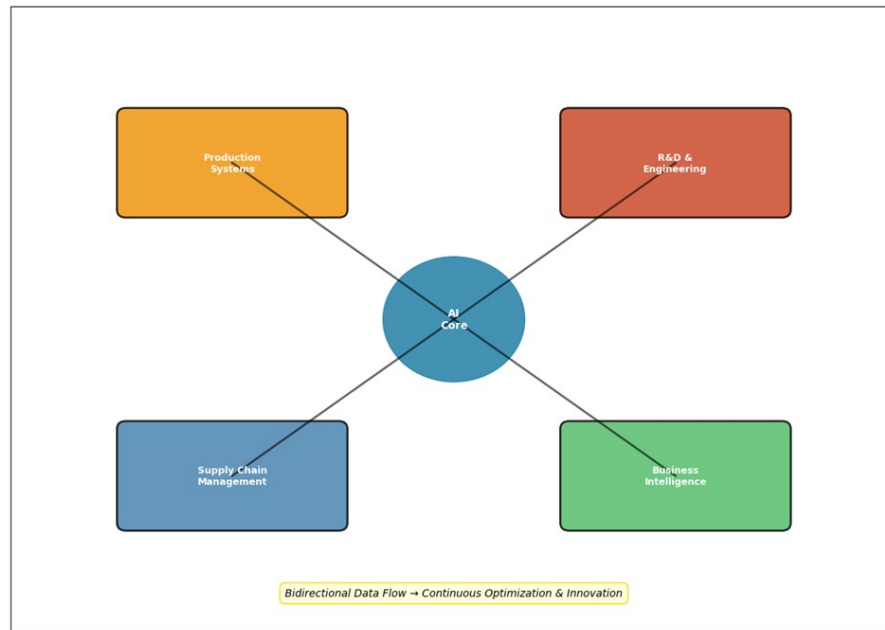 Production
Systems
R&D &
Engineering
AI
Core
Supply Chain
Management
Business
Intelligence
Bidirectional Data Flow → Continuous Optimization & Innovation